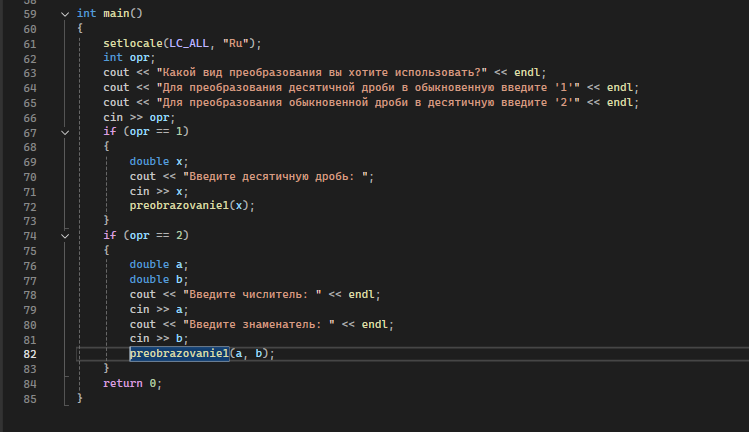 58
59 int main()
60 {
61 setlocale(LC_ALL, "Ru");
62 int opr;
63 cout << "Какой вид преобразования вы хотите использовать?" << endl;
64 cout << "Для преобразования десятичной дроби в обыкновенную введите '1'" << endl;
65 cout << "Для преобразования обыкновенной дроби в десятичную введите '2'" << endl;
66 cin >> opr;
67 if (opr == 1)
68 {
69 double x;
70 cout << "Введите десятичную дробь: ";
71 cin >> x;
72 preobrazovanie1(x);
73 }
74 if (opr == 2)
75 {
76 double a;
77 double b;
78 cout << "Введите числитель: " << endl;
79 cin >> a;
80 cout << "Введите знаменатель: " << endl;
81 cin >> b;
82 preobrazovanie1(a, b);
83 }
84 return 0;
85 }